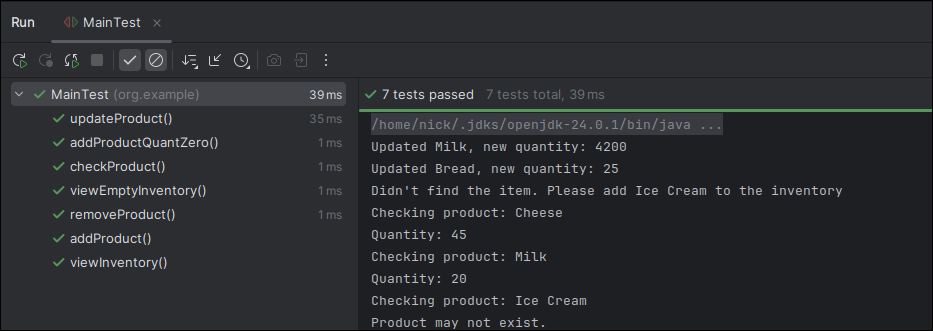 Run
MainTest
MainTest (org.example) 39 ms
updateProduct() 35 ms
addProductQuantZero() 1 ms
checkProduct() 1 ms
viewEmptyInventory() 1 ms
removeProduct() 1 ms
addProduct()
viewInventory()
7 tests passed 7 tests total, 39 ms
/home/nick/.jdks/openjdk-24.0.1/bin/java ...
Updated Milk, new quantity: 4200
Updated Bread, new quantity: 25
Didn't find the item. Please add Ice Cream to the inventory
Checking product: Cheese
Quantity: 45
Checking product: Milk
Quantity: 20
Checking product: Ice Cream
Product may not exist.